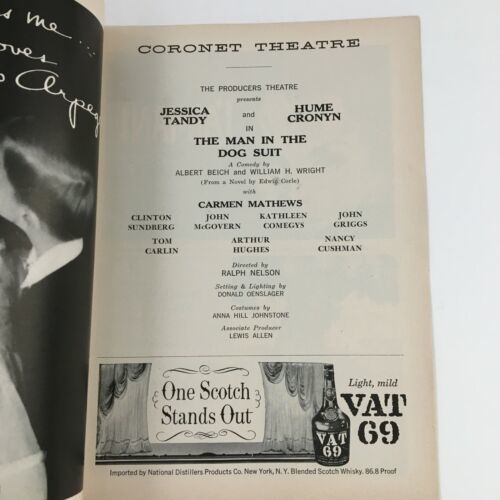 s me...
oves
Arpeg
CORONET THEATRE
THE PRODUCERS THEATRE
presents
JESSICA TANDY and HUME CRONYN
IN
THE MAN IN THE
DOG SUIT
A Comedy by
ALBERT BEICH and WILLIAM H. WRIGHT
(From a Novel by Edwin Corle)
with
CARMEN MATHEWS
CLINTON SUNDBERG JOHN McGOVERN KATHLEEN COMEGYS JOHN GRIGGS
TOM CARLIN ARTHUR HUGHES NANCY CUSHMAN
Directed by
RALPH NELSON
Setting & Lighting by
DONALD OENSLAGER
Costumes by
ANNA HILL JOHNSTONE
Associate Producer
LEWIS ALLEN
One Scotch
Stands Out
Light, mild
VAT
69
VAT
69
Imported by National Distillers Products Co. New York, N.Y. Blended Scotch Whisky. 86.8 Proof